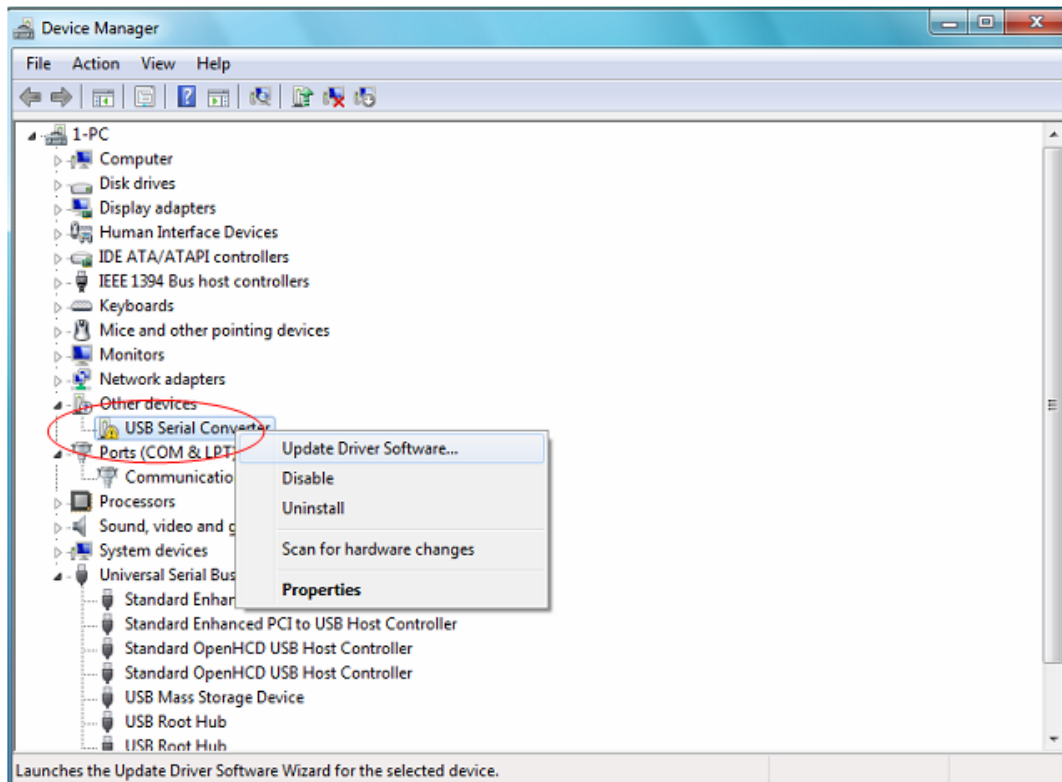 Device Manager
File Action View Help
1-PC
Computer
Disk drives
Display adapters
Human Interface Devices
IDE ATA/ATAPI controllers
IEEE 1394 Bus host controllers
Keyboards
Mice and other pointing devices
Monitors
Network adapters
Other devices
USB Serial Converter
Update Driver Software...
Ports (COM & LPT)
Communicatio
Disable
Processors
Uninstall
Sound, video and g
System devices
Scan for hardware changes
Universal Serial Bus
Properties
Standard Enhan
Standard Enhanced PCI to USB Host Controller
Standard OpenHCD USB Host Controller
Standard OpenHCD USB Host Controller
USB Mass Storage Device
USB Root Hub
USB Root Hub
Launches the Update Driver Software Wizard for the selected device.